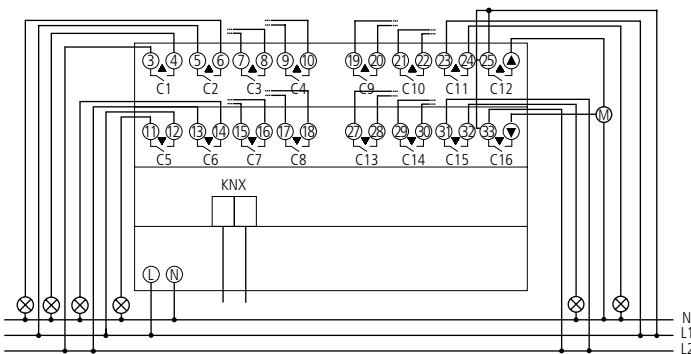 3 4 5 6 7 8 9 10 19 20 21 22 23 24 25
C1 C2 C3 C4 C9 C10 C11 C12
M
11 12 13 14 15 16 17 18 27 28 29 30 31 32 33
C5 C6 C7 C8 C13 C14 C15 C16
KNX
L N
N
L1
L2